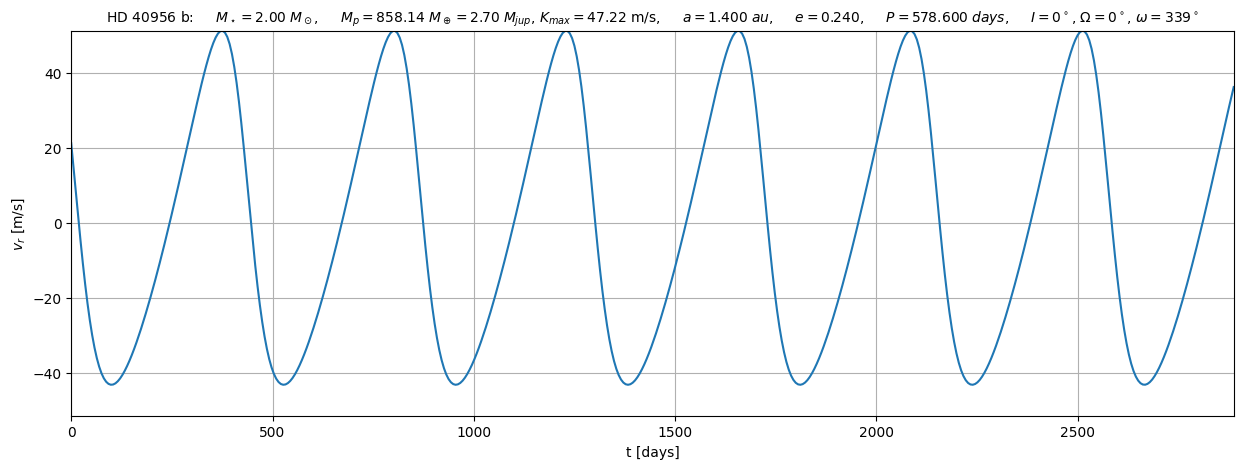 HD 40956 b: M⋆ = 2.00 M⊙, Mp = 858.14 M⊕ = 2.70 Mjup, Kmax = 47.22 m/s, a = 1.400 au, e = 0.240, P = 578.600 days, I = 0°, Ω = 0°, ω = 339°
40
20
0
−20
−40
vr [m/s]
0 500 1000 1500 2000 2500
t [days]